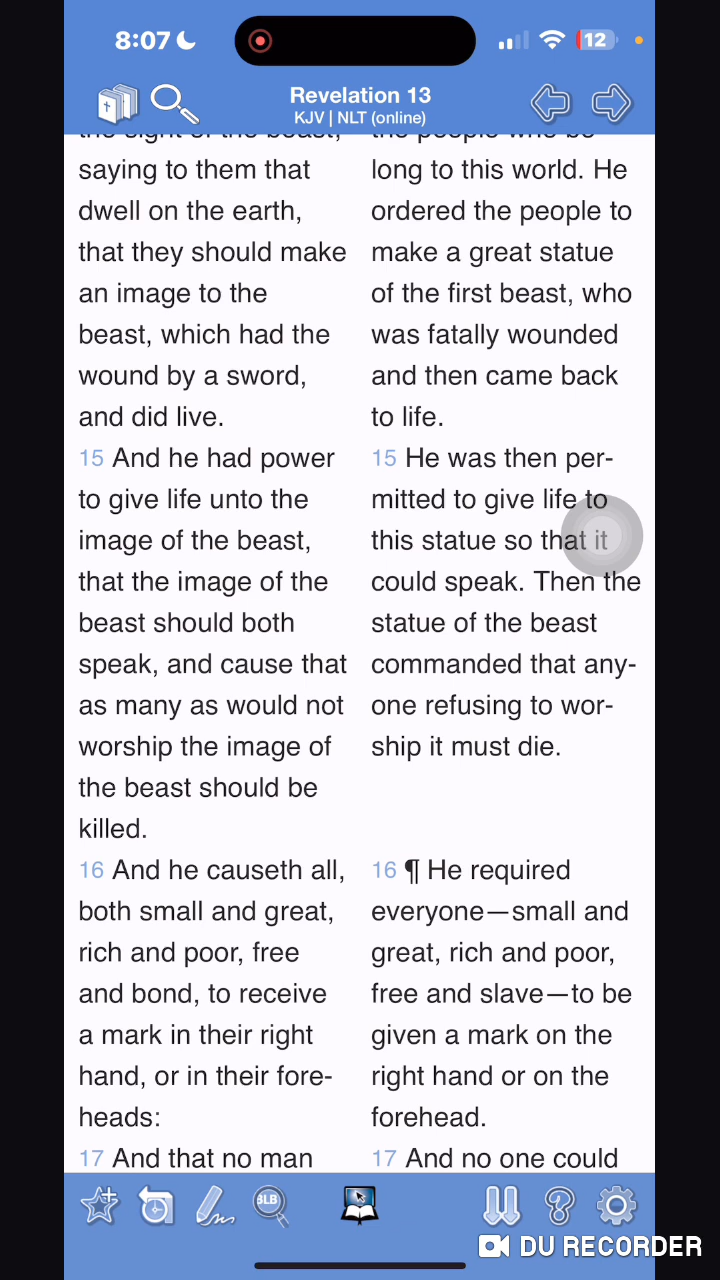 8:07
12
Revelation 13
KJV | NLT (online)
the sight of the beast,
saying to them that
dwell on the earth,
that they should make
an image to the
beast, which had the
wound by a sword,
and did live.
15 And he had power
to give life unto the
image of the beast,
that the image of the
beast should both
speak, and cause that
as many as would not
worship the image of
the beast should be
killed.
16 And he causeth all,
both small and great,
rich and poor, free
and bond, to receive
a mark in their right
hand, or in their fore-
heads:
17 And that no man
the people who be-
long to this world. He
ordered the people to
make a great statue
of the first beast, who
was fatally wounded
and then came back
to life.
15 He was then per-
mitted to give life to
this statue so that it
could speak. Then the
statue of the beast
commanded that any-
one refusing to wor-
ship it must die.
16 ¶ He required
everyone—small and
great, rich and poor,
free and slave—to be
given a mark on the
right hand or on the
forehead.
17 And no one could
BLB
DU RECORDER